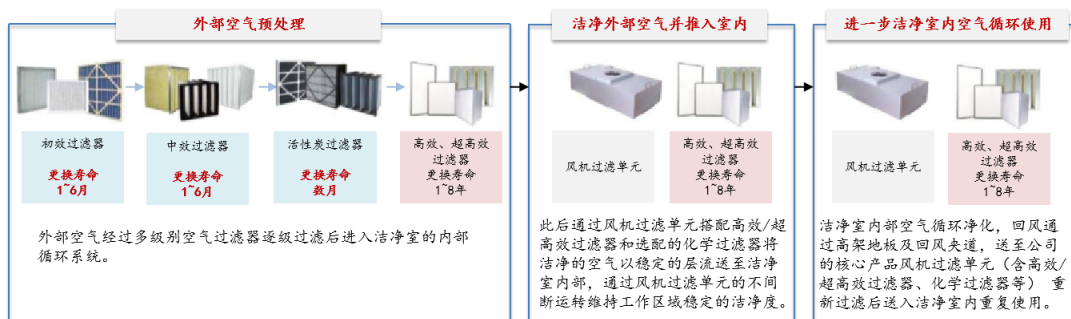 外部空气预处理
初效过滤器
更换寿命
1~6月
中效过滤器
更换寿命
1~6月
活性炭过滤器
更换寿命
数月
高效、超高效
过滤器
更换寿命
1~8年
外部空气经过多级别空气过滤器逐级过滤后进入洁净室的内部
循环系统。
洁净外部空气并推入室内
风机过滤单元
高效、超高效
过滤器
更换寿命
1~8年
此后通过风机过滤单元搭配高效/超
高效过滤器和选配的化学过滤器将
洁净的空气以稳定的层流送至洁净
室内部，通过风机过滤单元的不间
断运转维持工作区域稳定的洁净度。
进一步洁净室内空气循环使用
风机过滤单元
高效、超高效
过滤器
更换寿命
1~8年
洁净室内部空气循环净化，回风通
过高架地板及回风夹道，送至公司
的核心产品风机过滤单元（含高效/
超高效过滤器、化学过滤器等） 重
新过滤后送入洁净室内重复使用。